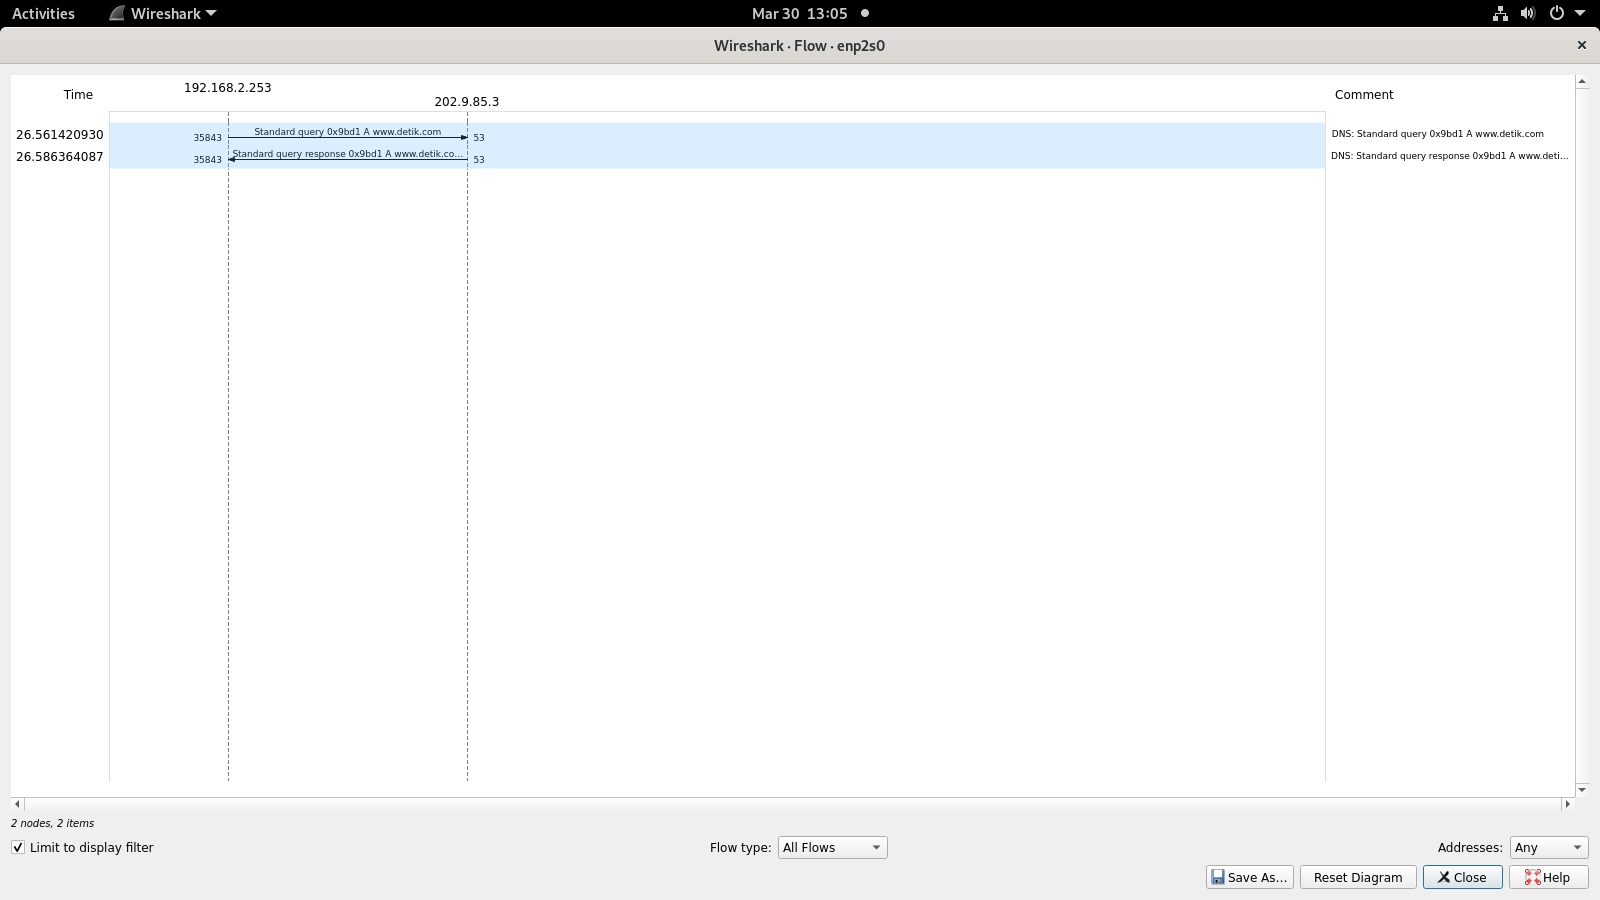 Activities Wireshark Mar 30 13:05
Wireshark · Flow · enp2s0
Time 192.168.2.253 202.9.85.3 Comment
26.561420930 35843 Standard query 0x9bd1 A www.detik.com 53 DNS: Standard query 0x9bd1 A www.detik.com
26.586364087 35843 Standard query response 0x9bd1 A www.detik.co… 53 DNS: Standard query response 0x9bd1 A www.deti…
2 nodes, 2 items
Limit to display filter Flow type: All Flows Addresses: Any
Save As… Reset Diagram Close Help